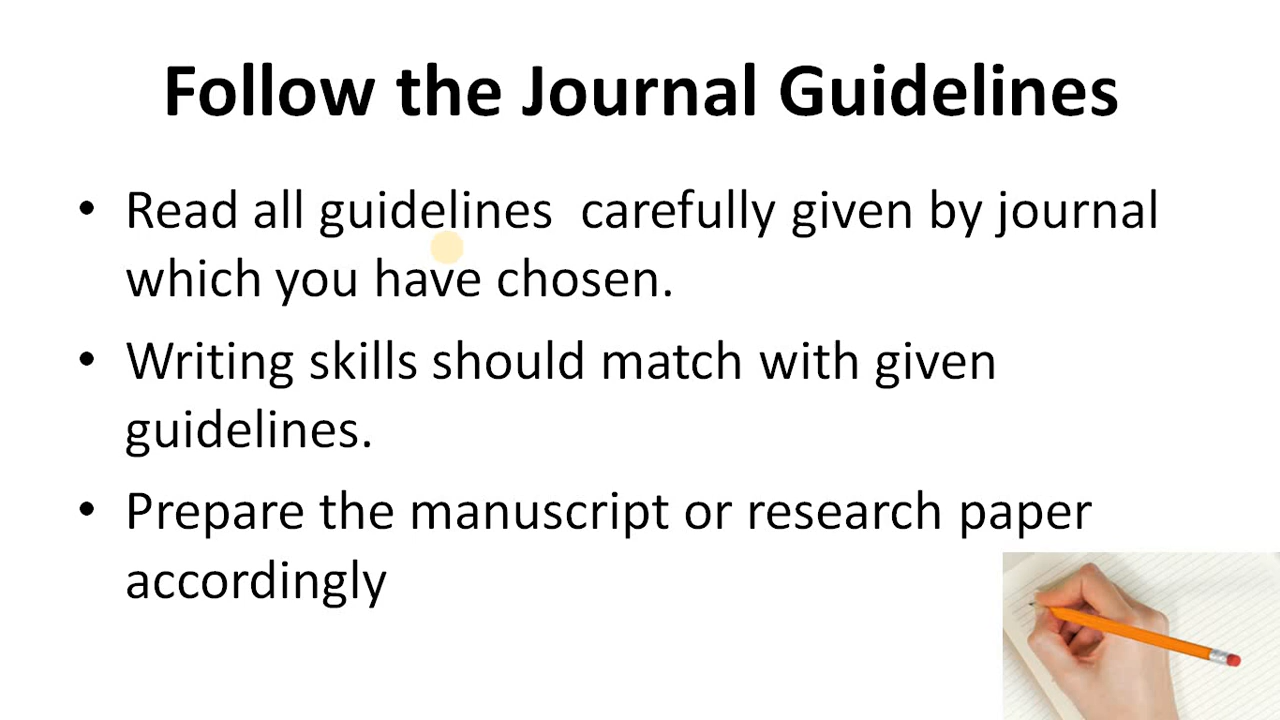 Follow the Journal Guidelines
• Read all guidelines  carefully given by journal
which you have chosen.
• Writing skills should match with given
guidelines.
• Prepare the manuscript or research paper
accordingly